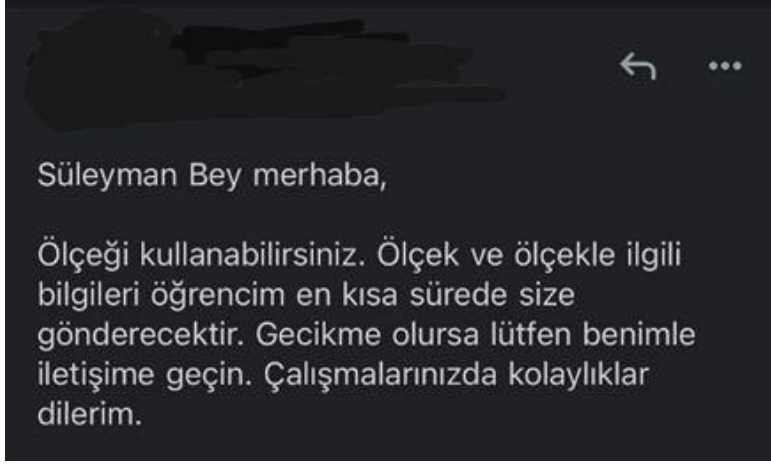 Süleyman Bey merhaba,
Ölçeği kullanabilirsiniz. Ölçek ve ölçekle ilgili
bilgileri öğrencim en kısa sürede size
gönderecektir. Gecikme olursa lütfen benimle
iletişime geçin. Çalışmalarınızda kolaylıklar
dilerim.